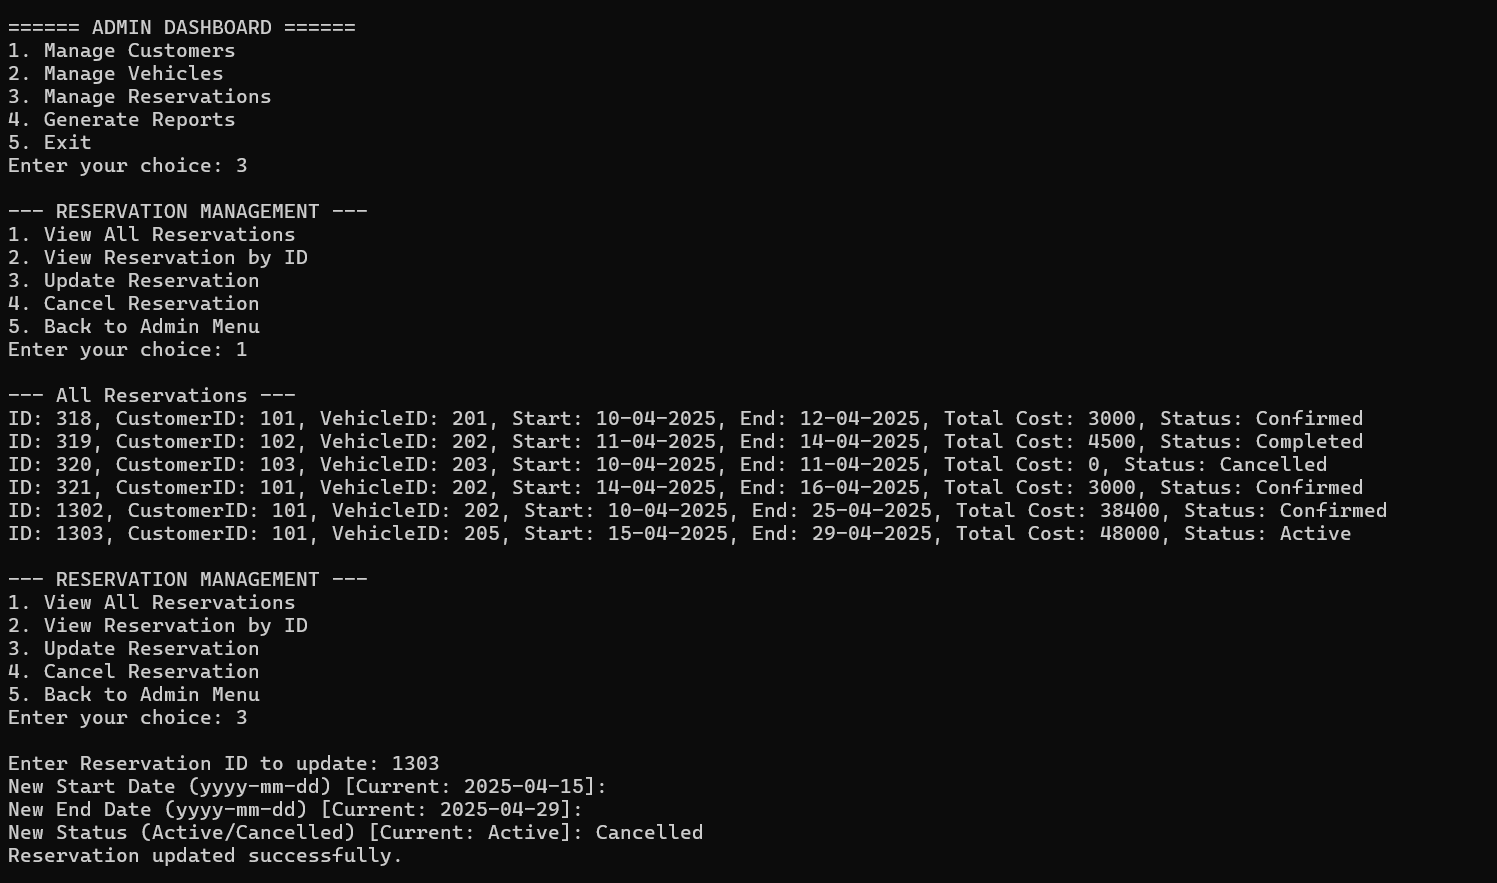 ====== ADMIN DASHBOARD ======
1. Manage Customers
2. Manage Vehicles
3. Manage Reservations
4. Generate Reports
5. Exit
Enter your choice: 3
--- RESERVATION MANAGEMENT ---
1. View All Reservations
2. View Reservation by ID
3. Update Reservation
4. Cancel Reservation
5. Back to Admin Menu
Enter your choice: 1
--- All Reservations ---
ID: 318, CustomerID: 101, VehicleID: 201, Start: 10-04-2025, End: 12-04-2025, Total Cost: 3000, Status: Confirmed
ID: 319, CustomerID: 102, VehicleID: 202, Start: 11-04-2025, End: 14-04-2025, Total Cost: 4500, Status: Completed
ID: 320, CustomerID: 103, VehicleID: 203, Start: 10-04-2025, End: 11-04-2025, Total Cost: 0, Status: Cancelled
ID: 321, CustomerID: 101, VehicleID: 202, Start: 14-04-2025, End: 16-04-2025, Total Cost: 3000, Status: Confirmed
ID: 1302, CustomerID: 101, VehicleID: 202, Start: 10-04-2025, End: 25-04-2025, Total Cost: 38400, Status: Confirmed
ID: 1303, CustomerID: 101, VehicleID: 205, Start: 15-04-2025, End: 29-04-2025, Total Cost: 48000, Status: Active
--- RESERVATION MANAGEMENT ---
1. View All Reservations
2. View Reservation by ID
3. Update Reservation
4. Cancel Reservation
5. Back to Admin Menu
Enter your choice: 3
Enter Reservation ID to update: 1303
New Start Date (yyyy-mm-dd) [Current: 2025-04-15]:
New End Date (yyyy-mm-dd) [Current: 2025-04-29]:
New Status (Active/Cancelled) [Current: Active]: Cancelled
Reservation updated successfully.